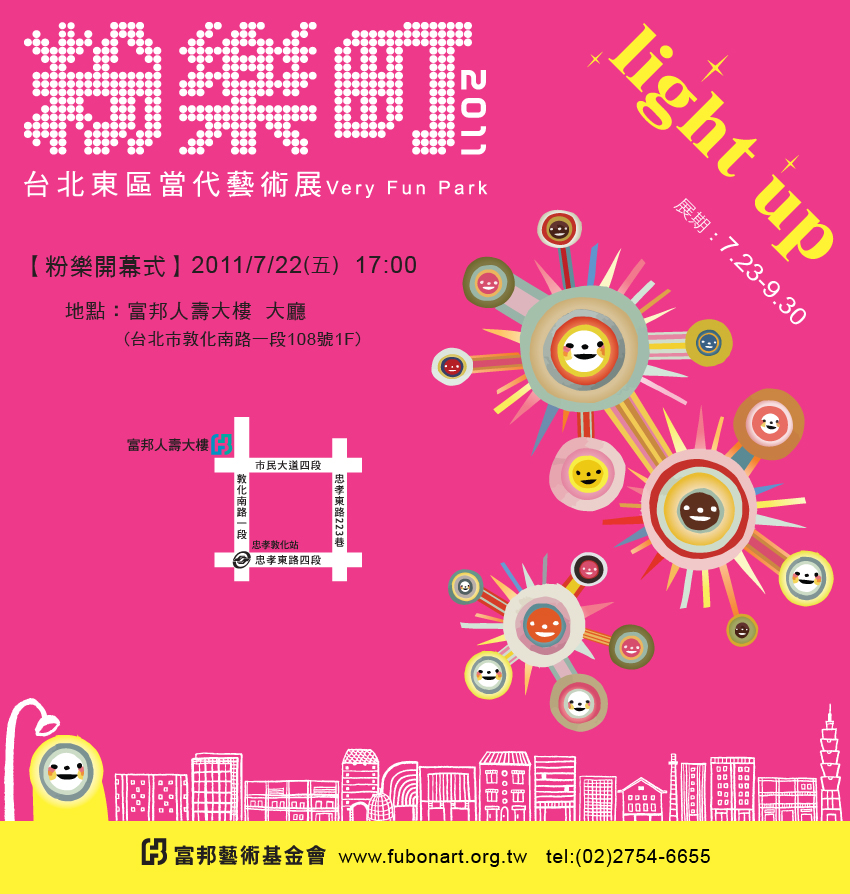 粉樂町
2011
台北東區當代藝術展Very Fun Park
light up
展期：7.23-9.30
【粉樂開幕式】2011/7/22(五) 17:00
地點：富邦人壽大樓 大廳
（台北市敦化南路一段108號1F）
富邦人壽大樓
市民大道四段
敦化南路一段
忠孝東路223巷
忠孝敦化站
忠孝東路四段
富邦藝術基金會 www.fubonart.org.tw tel:(02)2754-6655